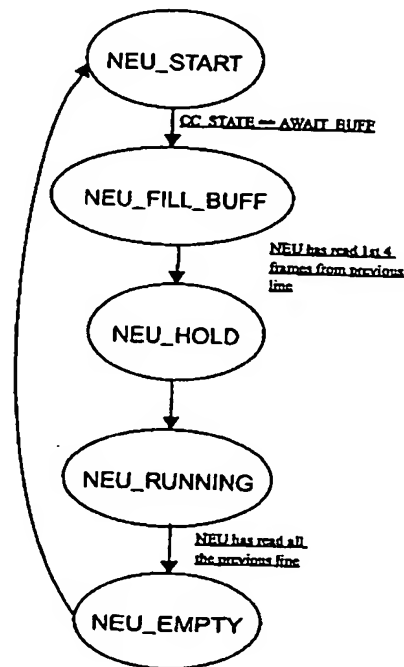 NEU_START
CC_STATE == AWAIT_BUFF
NEU_FILL_BUFF
NEU has read 1st 4
frames from previous
line
NEU_HOLD
NEU_RUNNING
NEU has read all
the previous line
NEU_EMPTY